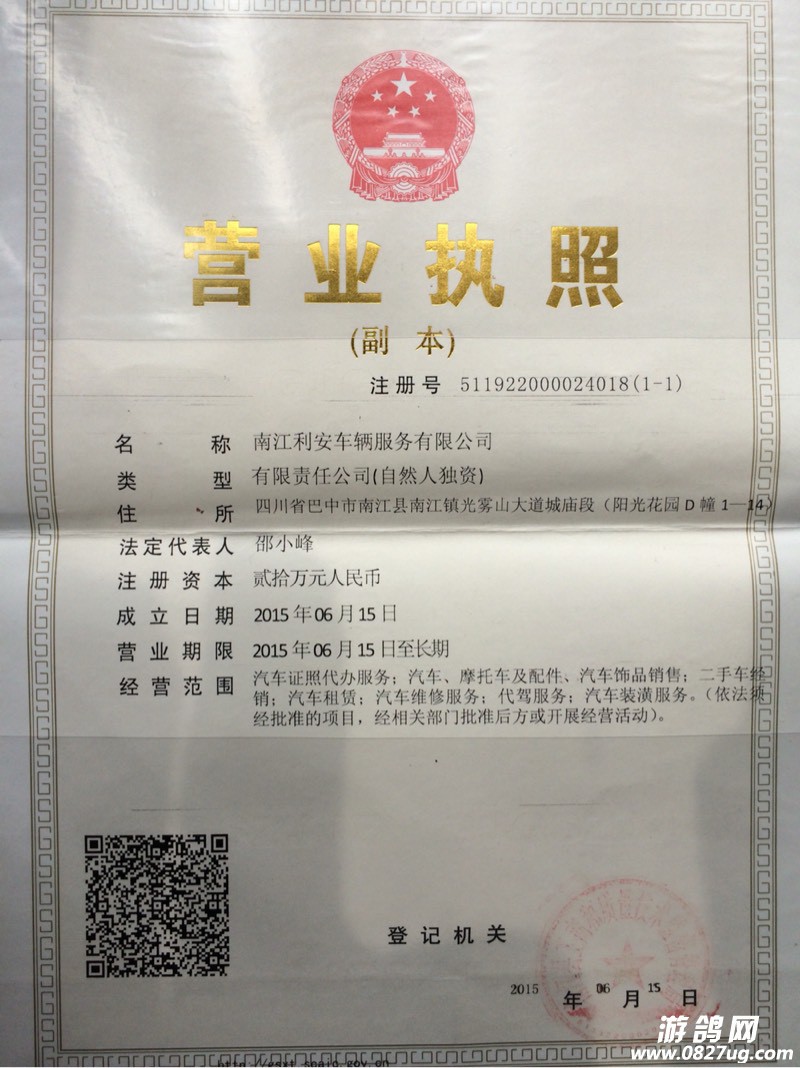 营业执照
(副 本)
注册号 511922000024018(1-1)
名称 南江利安车辆服务有限公司
类型 有限责任公司(自然人独资)
住所 四川省巴中市南江县南江镇光雾山大道城庙段（阳光花园D幢1—14）
法定代表人 邵小峰
注册资本 贰拾万元人民币
成立日期 2015年06月15日
营业期限 2015年06月15日至长期
经营范围 汽车证照代办服务；汽车、摩托车及配件、汽车饰品销售；二手车经
销；汽车租赁；汽车维修服务；代驾服务；汽车装潢服务。（依法须
经批准的项目，经相关部门批准后方或开展经营活动）。
登记机关
2015年06月15日
游鸽网
www.0827ug.com